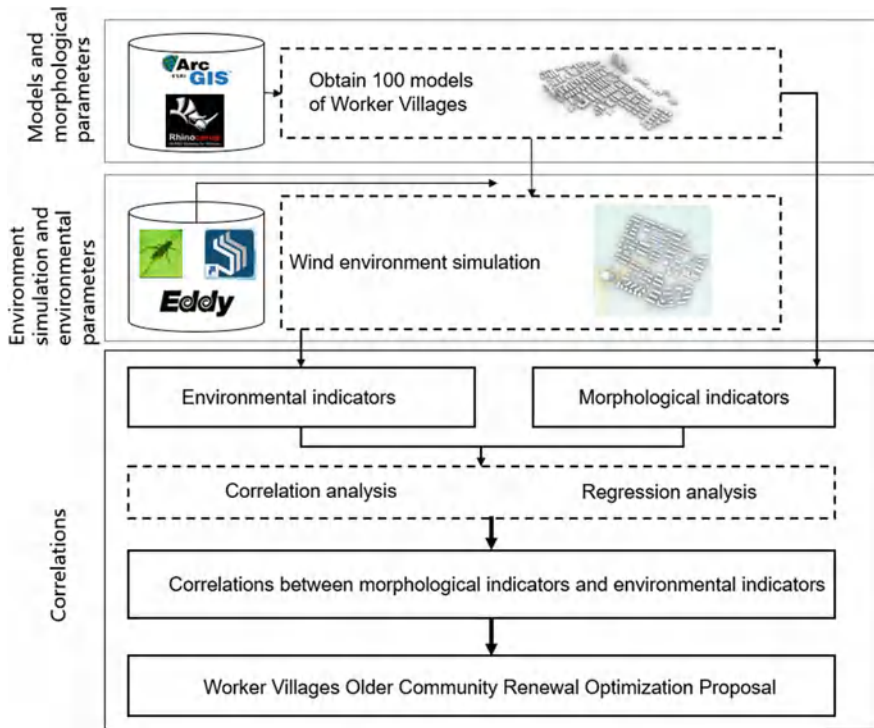 Models and
morphological
parameters
Arc
GIS
Rhinoceros
Obtain 100 models
of Worker Villages
Environment
simulation and
environmental
parameters
Eddy
Wind environment simulation
Environmental indicators
Morphological indicators
Correlations
Correlation analysis
Regression analysis
Correlations between morphological indicators and environmental indicators
Worker Villages Older Community Renewal Optimization Proposal